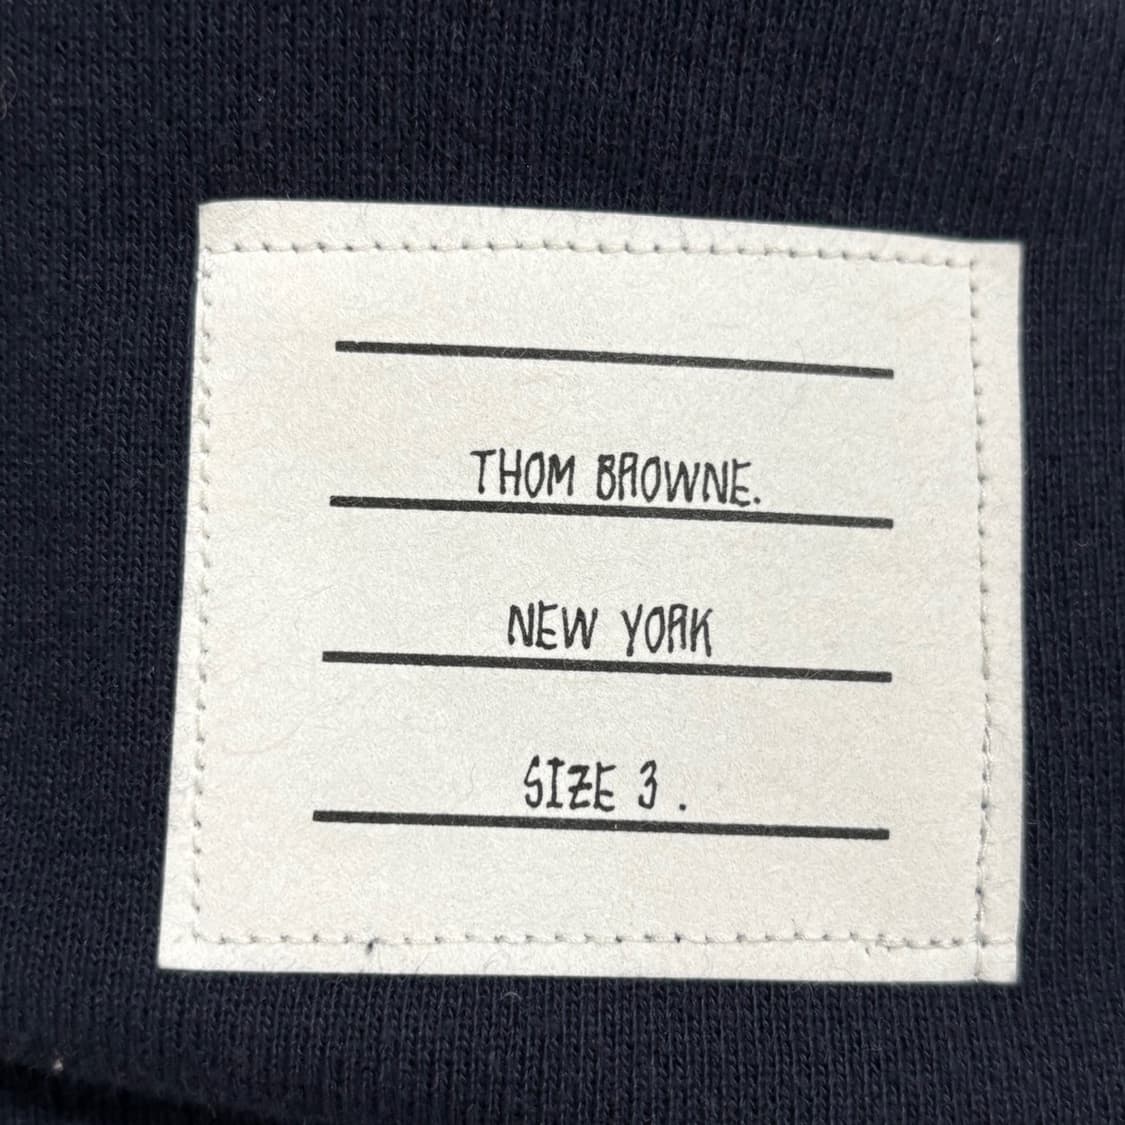 THOM BROWNE.
NEW YORK
SIZE 3 .